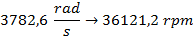 3782,6 rad/s → 36121,2 rpm